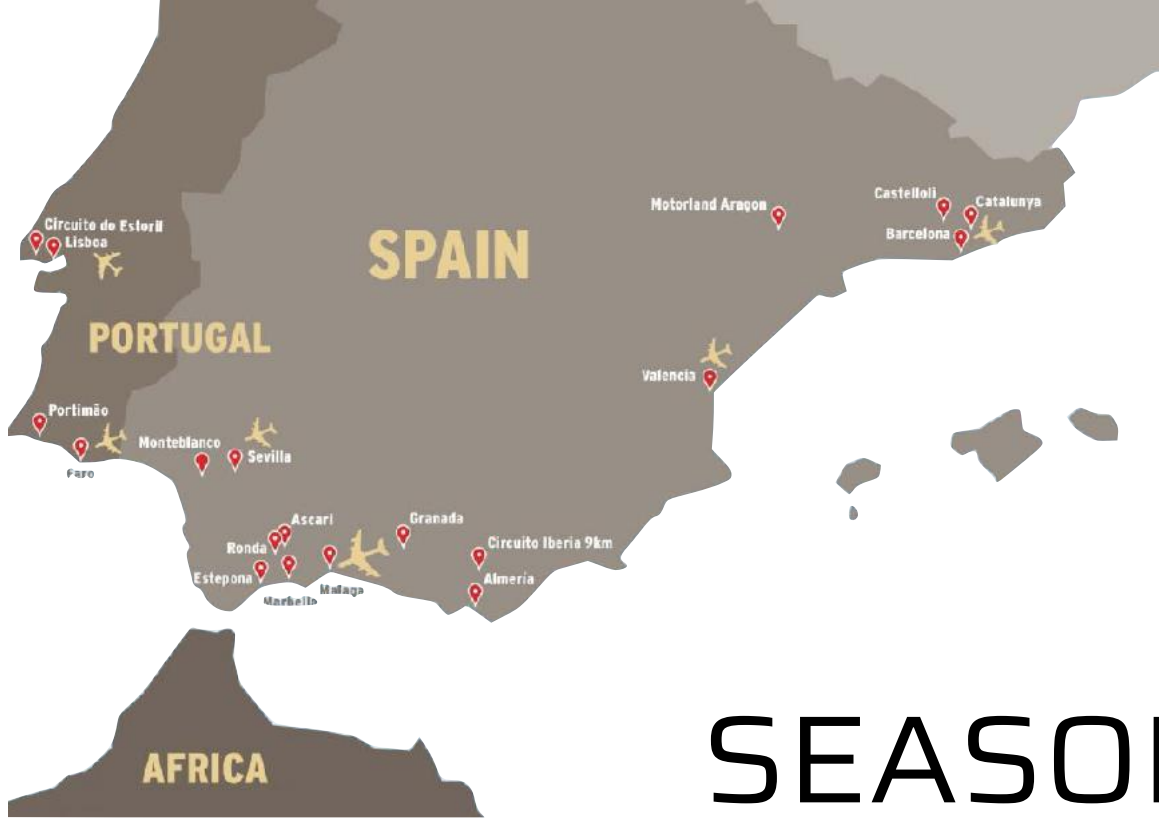 Castelloli
Catalunya
Motorland Aragon
Circuito do Estoril
Barcelona
Lisboa
SPAIN
PORTUGAL
Valencia
Portimão
Monteblanco
Sevilla
Faro
Ascari
Granada
Ronda
Circuito Iberia 9km
Estepona
Almeria
Malaga
Marbella
SEASO
AFRICA